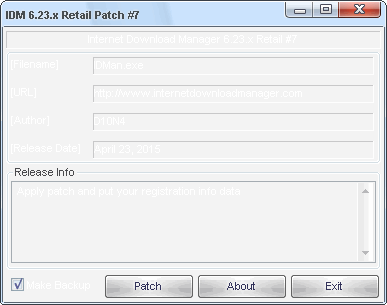 IDM 6.23.x Retail Patch #7
Internet Download Manager 6.23.x Retail #7
[Filename]
IDMan.exe
[URL]
http://www.internetdownloadmanager.com
[Author]
[Release Date]
April 23, 2015
Release Info
Apply patch and put your registration into data
Make Backup
Patch
About
Exit